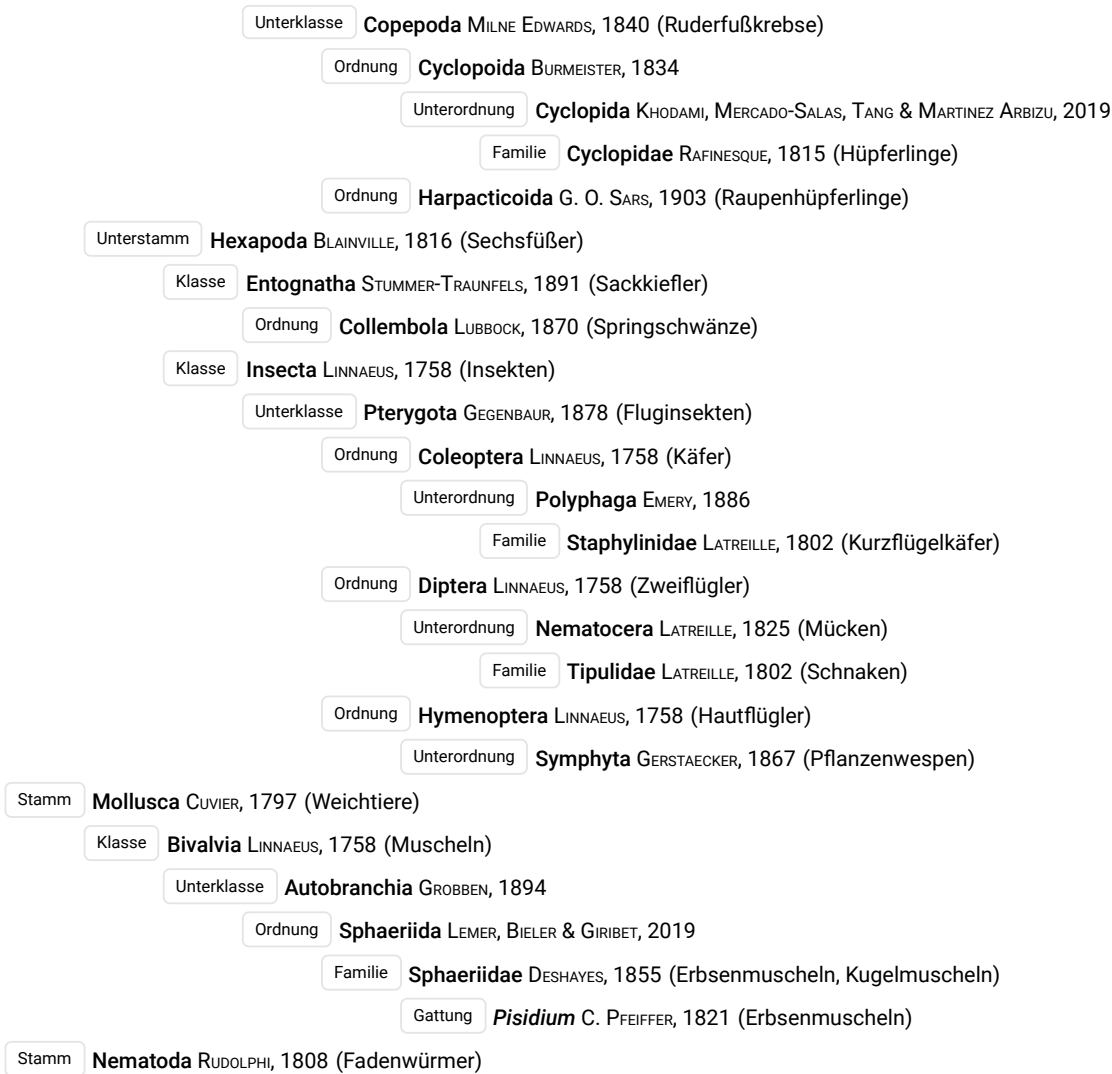 Unterklasse Copepoda Milne Edwards, 1840 (Ruderfußkrebse)
Ordnung Cyclopoida Burmeister, 1834
Unterordnung Cyclopida Khodami, Mercado-Salas, Tang & Martinez Arbizu, 2019
Familie Cyclopidae Rafinesque, 1815 (Hüpferlinge)
Ordnung Harpacticoida G. O. Sars, 1903 (Raupenhüpferlinge)
Unterstamm Hexapoda Blainville, 1816 (Sechsfüßer)
Klasse Entognatha Stummer-Traunfels, 1891 (Sackkiefler)
Ordnung Collembola Lubbock, 1870 (Springschwänze)
Klasse Insecta Linnaeus, 1758 (Insekten)
Unterklasse Pterygota Gegenbaur, 1878 (Fluginsekten)
Ordnung Coleoptera Linnaeus, 1758 (Käfer)
Unterordnung Polyphaga Emery, 1886
Familie Staphylinidae Latreille, 1802 (Kurzflügelkäfer)
Ordnung Diptera Linnaeus, 1758 (Zweiflügler)
Unterordnung Nematocera Latreille, 1825 (Mücken)
Familie Tipulidae Latreille, 1802 (Schnaken)
Ordnung Hymenoptera Linnaeus, 1758 (Hautflügler)
Unterordnung Symphyta Gerstaecker, 1867 (Pflanzenwespen)
Stamm Mollusca Cuvier, 1797 (Weichtiere)
Klasse Bivalvia Linnaeus, 1758 (Muscheln)
Unterklasse Autobranchia Grobben, 1894
Ordnung Sphaeriida Lemer, Bieler & Giribet, 2019
Familie Sphaeriidae Deshayes, 1855 (Erbsenmuscheln, Kugelmuscheln)
Gattung Pisidium C. Pfeiffer, 1821 (Erbsenmuscheln)
Stamm Nematoda Rudolphi, 1808 (Fadenwürmer)